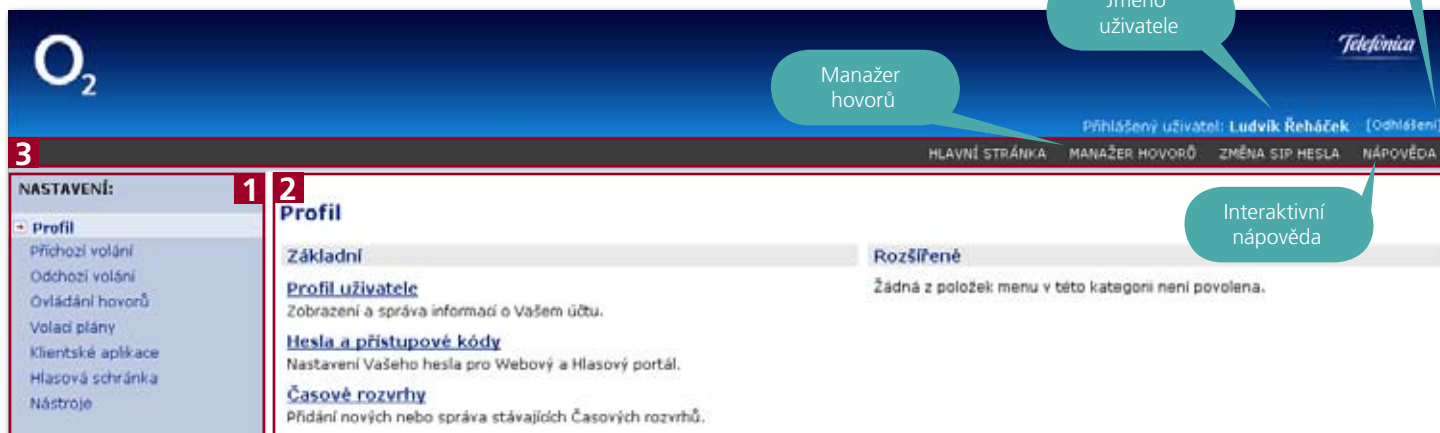 Jméno
uživatele
O2
Telefónica
Manažer
hovorů
Přihlášený uživatel: Ludvík Řeháček [Odhlášení]
3
HLAVNÍ STRÁNKA MANAŽER HOVORŮ ZMĚNA SIP HESLA NÁPOVĚDA
NASTAVENÍ:
1
2
Profil
Příchozí volání
Odchozí volání
Ovládání hovorů
Volací plány
Klientské aplikace
Hlasová schránka
Nástroje
Profil
Základní
Profil uživatele
Zobrazení a správa informací o Vašem účtu.
Hesla a přístupové kódy
Nastavení Vašeho hesla pro Webový a Hlasový portál.
Časové rozvrhy
Přidání nových nebo správa stávajících Časových rozvrhů.
Interaktivní
nápověda
Rozšířené
Žádná z položek menu v této kategorii není povolena.